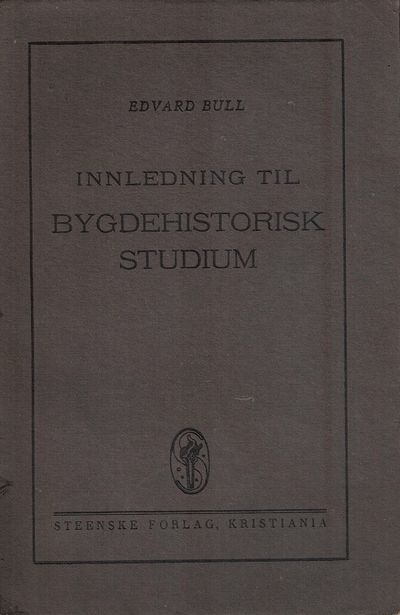 EDVARD BULL
INNLEDNING TIL
BYGDEHISTORISK
STUDIUM
STEENSKE FORLAG, KRISTIANIA